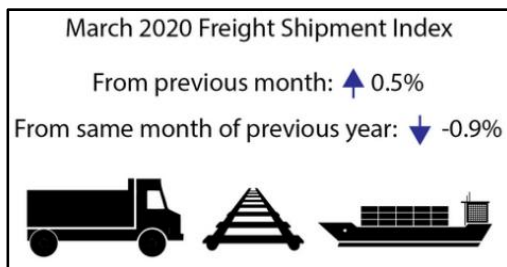 March 2020 Freight Shipment Index
From previous month: 0.5%
From same month of previous year: -0.9%